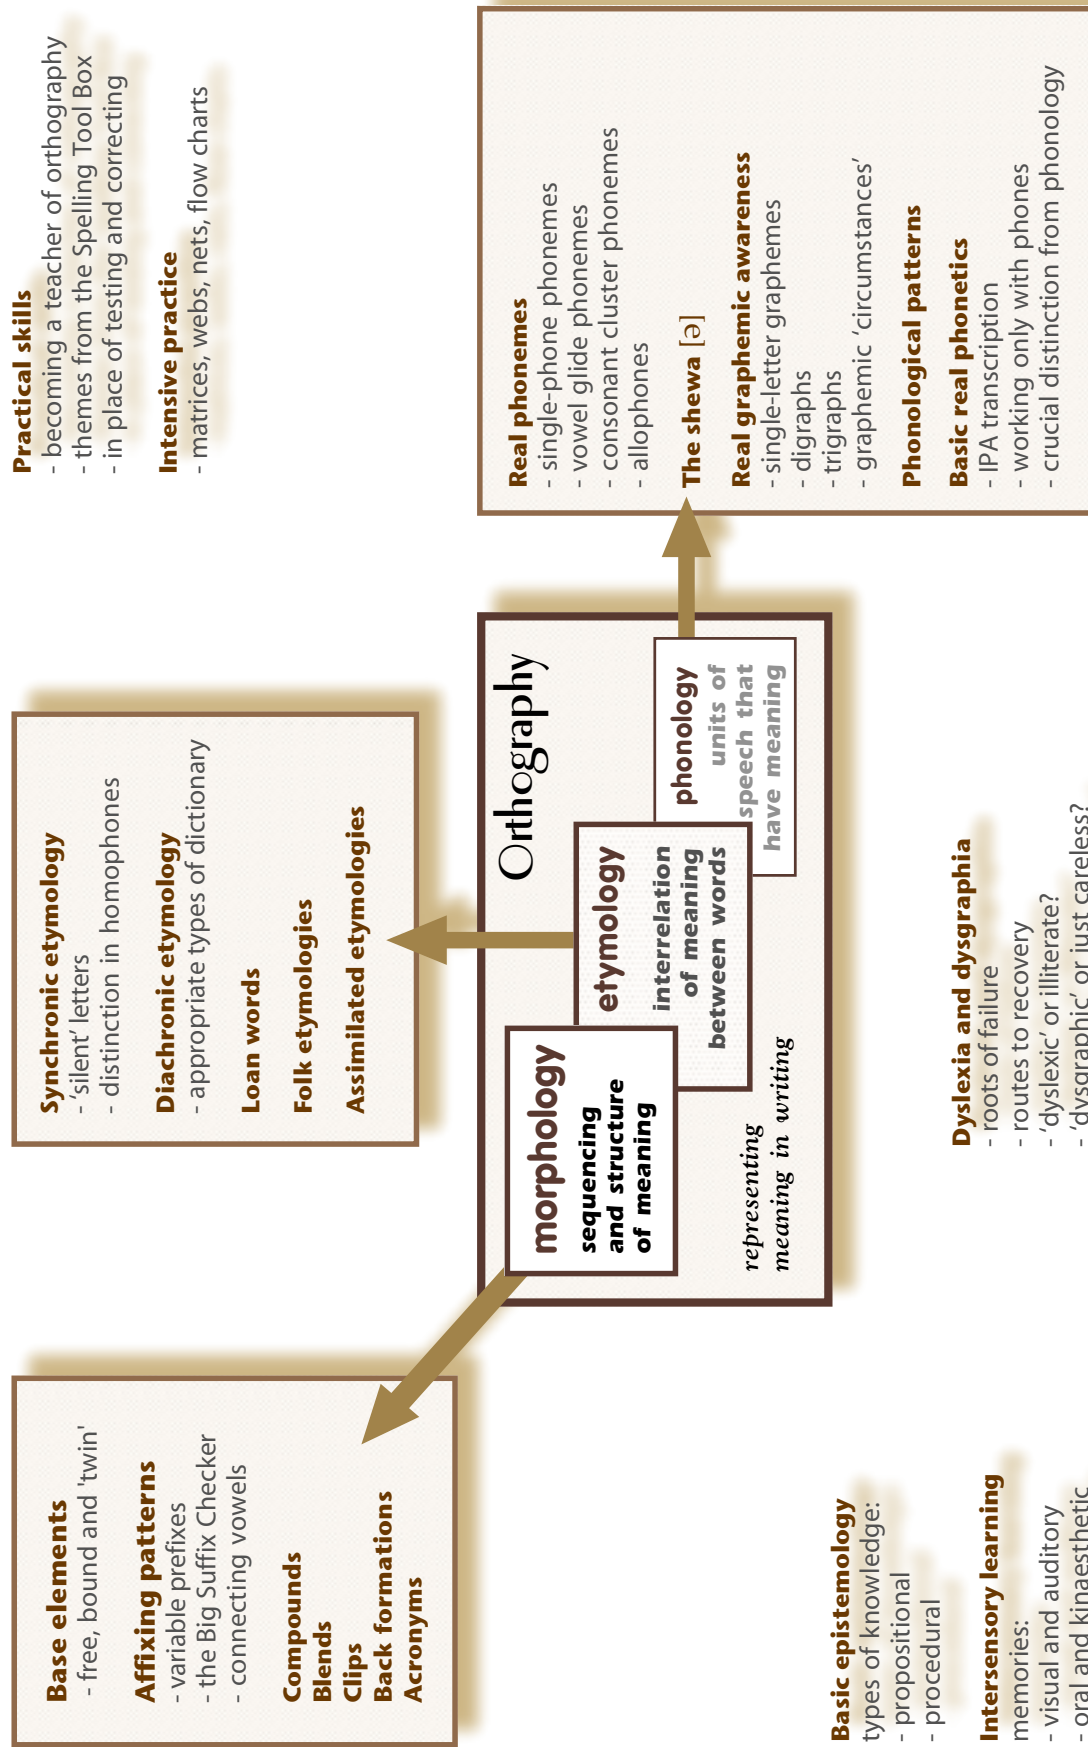 Base elements
- free, bound and 'twin'
Affixing patterns
- variable prefixes
- the Big Suffix Checker
- connecting vowels
Compounds
Blends
Clips
Back formations
Acronyms
Synchronic etymology
- ‘silent’ letters
- distinction in homophones
Diachronic etymology
- appropriate types of dictionary
Loan words
Folk etymologies
Assimilated etymologies
Practical skills
- becoming a teacher of orthography
- themes from the Spelling Tool Box
- in place of testing and correcting
Intensive practice
- matrices, webs, nets, flow charts
Orthography
morphology
sequencing
and structure
of meaning
etymology
interrelation
of meaning
between words
phonology
units of
speech that
have meaning
representing
meaning in writing
Real phonemes
- single-phone phonemes
- vowel glide phonemes
- consonant cluster phonemes
- allophones
The shewa [ə]
Real graphemic awareness
- single-letter graphemes
- digraphs
- trigraphs
- graphemic ‘circumstances’
Phonological patterns
Basic real phonetics
- IPA transcription
- working only with phones
- crucial distinction from phonology
Basic epistemology
types of knowledge:
- propositional
- procedural
Intersensory learning
memories:
- visual and auditory
- oral and kinaesthetic
Dyslexia and dysgraphia
- roots of failure
- routes to recovery
- ‘dyslexic’ or illiterate?
- ‘dysgraphic’ or just careless?